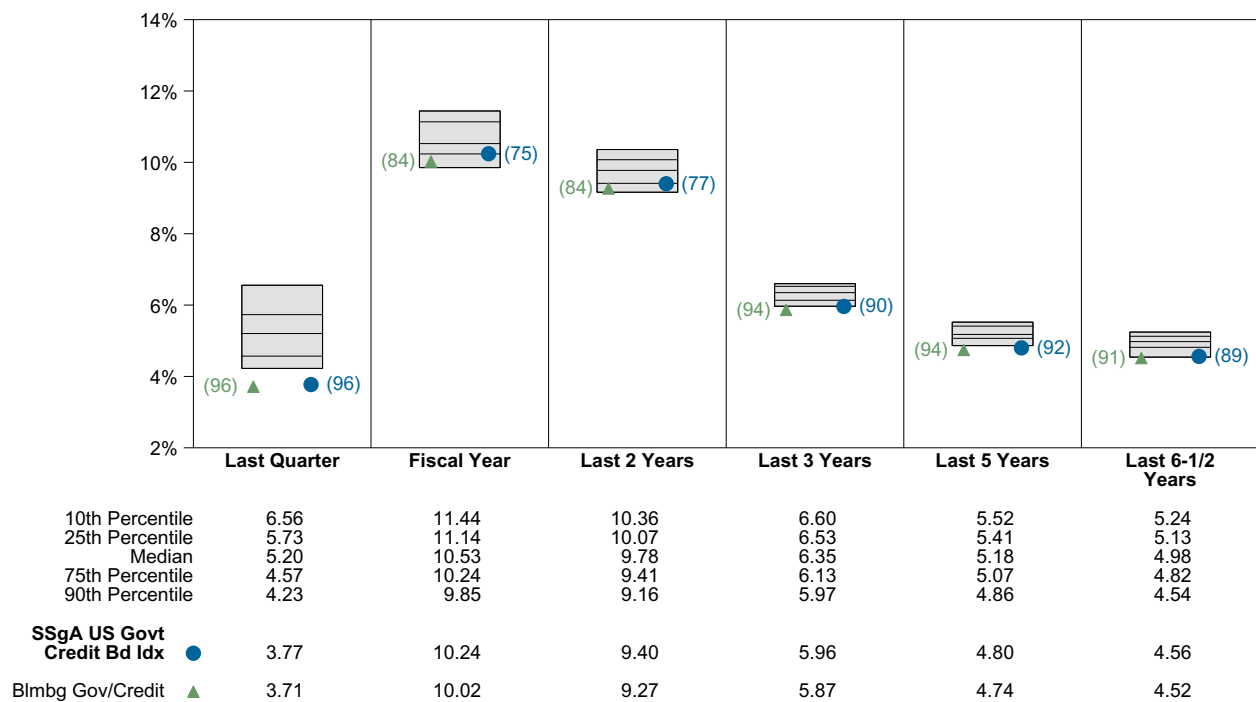 14%
12%
10%
8%
6%
4%
2%
(96) (96)
(84) (75)
(84) (77)
(94) (90)
(94) (92)
(91) (89)
Last Quarter Fiscal Year Last 2 Years Last 3 Years Last 5 Years Last 6-1/2
Years
10th Percentile 6.56 11.44 10.36 6.60 5.52 5.24
25th Percentile 5.73 11.14 10.07 6.53 5.41 5.13
Median 5.20 10.53 9.78 6.35 5.18 4.98
75th Percentile 4.57 10.24 9.41 6.13 5.07 4.82
90th Percentile 4.23 9.85 9.16 5.97 4.86 4.54
SSgA US Govt
Credit Bd Idx 3.77 10.24 9.40 5.96 4.80 4.56
Blmbg Gov/Credit 3.71 10.02 9.27 5.87 4.74 4.52